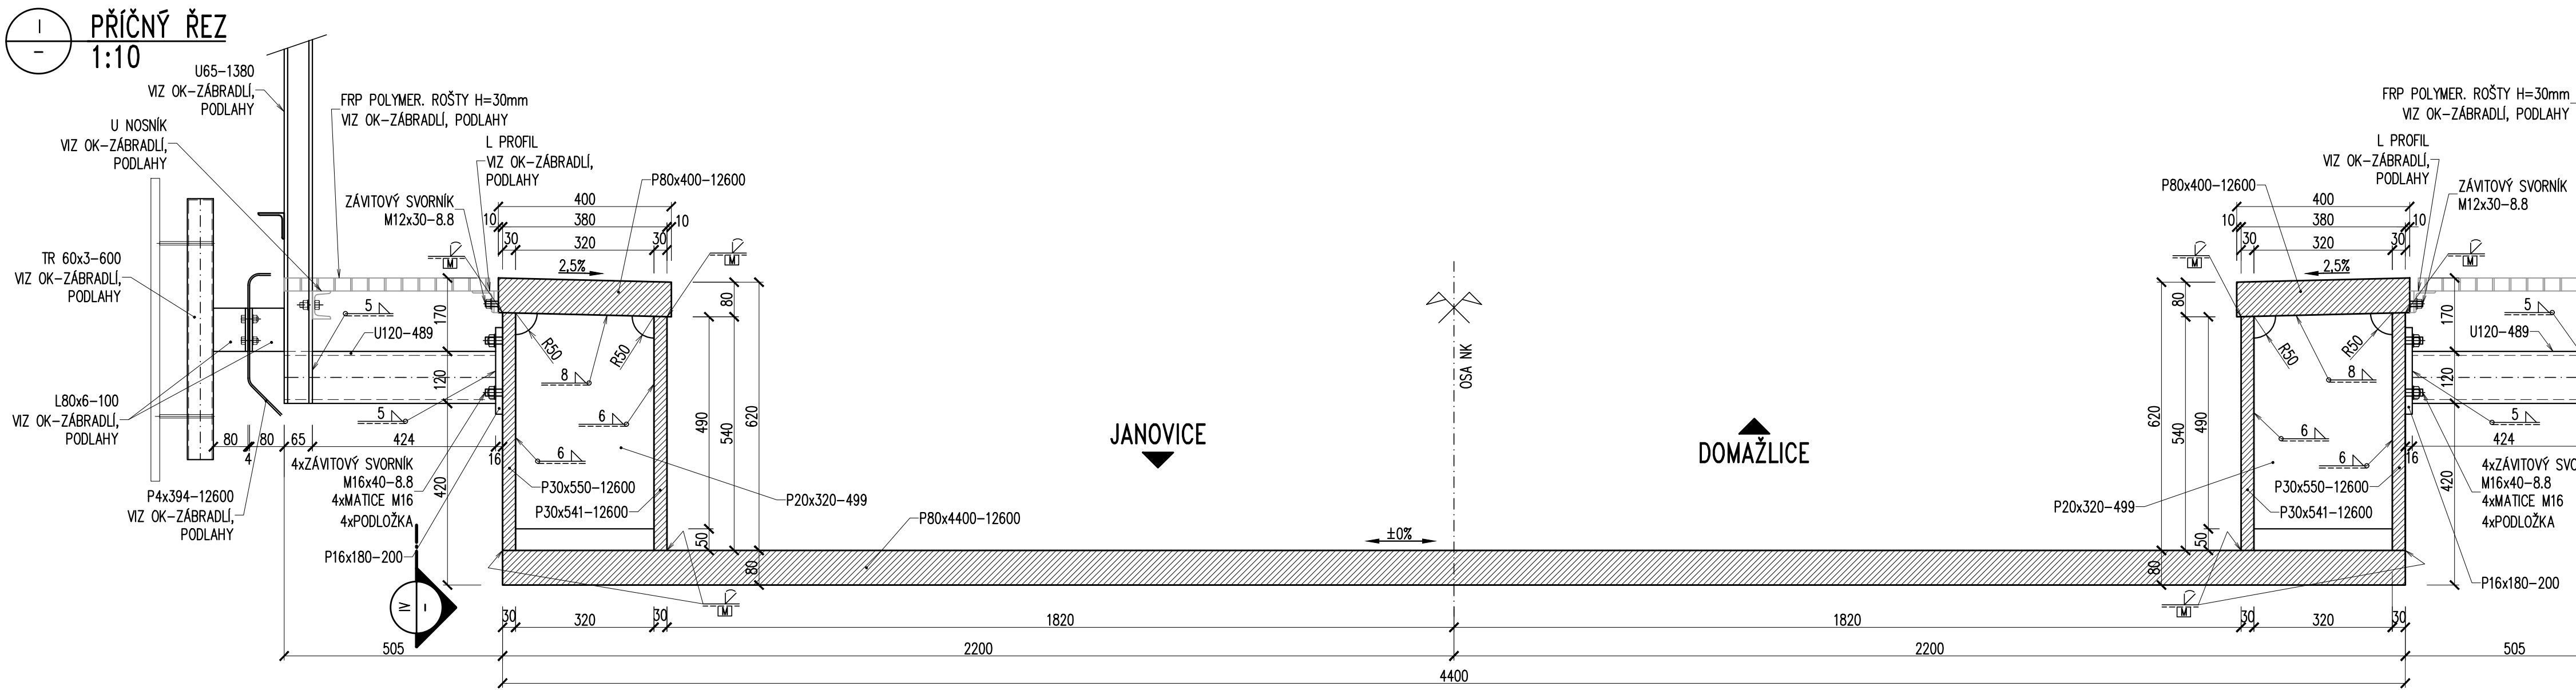 I
–
PŘÍČNÝ ŘEZ
1:10
U65–1380
VIZ OK–ZÁBRADLÍ,
PODLAHY
U NOSNÍK
VIZ OK–ZÁBRADLÍ,
PODLAHY
FRP POLYMER. ROŠTY H=30mm
VIZ OK–ZÁBRADLÍ, PODLAHY
L PROFIL
VIZ OK–ZÁBRADLÍ,
PODLAHY
ZÁVITOVÝ SVORNÍK
M12x30–8.8
P80x400–12600
400
10
380
10
30
320
30
2,5%
M
M
TR 60x3–600
VIZ OK–ZÁBRADLÍ,
PODLAHY
5
U120–489
170
120
420
R50
R50
8
6
6
5
80
490
540
620
50
80
L80x6–100
VIZ OK–ZÁBRADLÍ,
PODLAHY
80
4
80
65
424
16
4xZÁVITOVÝ SVORNÍK
M16x40–8.8
4xMATICE M16
4xPODLOŽKA
P16x180–200
P4x394–12600
VIZ OK–ZÁBRADLÍ,
PODLAHY
P30x550–12600
P30x541–12600
P20x320–499
P80x4400–12600
IV
–
M
JANOVICE
OSA NK
DOMAŽLICE
±0%
FRP POLYMER. ROŠTY H=30mm
VIZ OK–ZÁBRADLÍ, PODLAHY
L PROFIL
VIZ OK–ZÁBRADLÍ,
PODLAHY
ZÁVITOVÝ SVORNÍK
M12x30–8.8
P80x400–12600
400
10
380
10
30
320
30
2,5%
M
M
80
620
540
490
50
80
R50
R50
8
6
6
5
U120–489
170
120
420
5
424
16
4xZÁVITOVÝ SVO
M16x40–8.8
4xMATICE M16
4xPODLOŽKA
P16x180–200
P20x320–499
P30x550–12600
P30x541–12600
M
30
320
30
1820
1820
30
320
30
505
2200
2200
505
4400